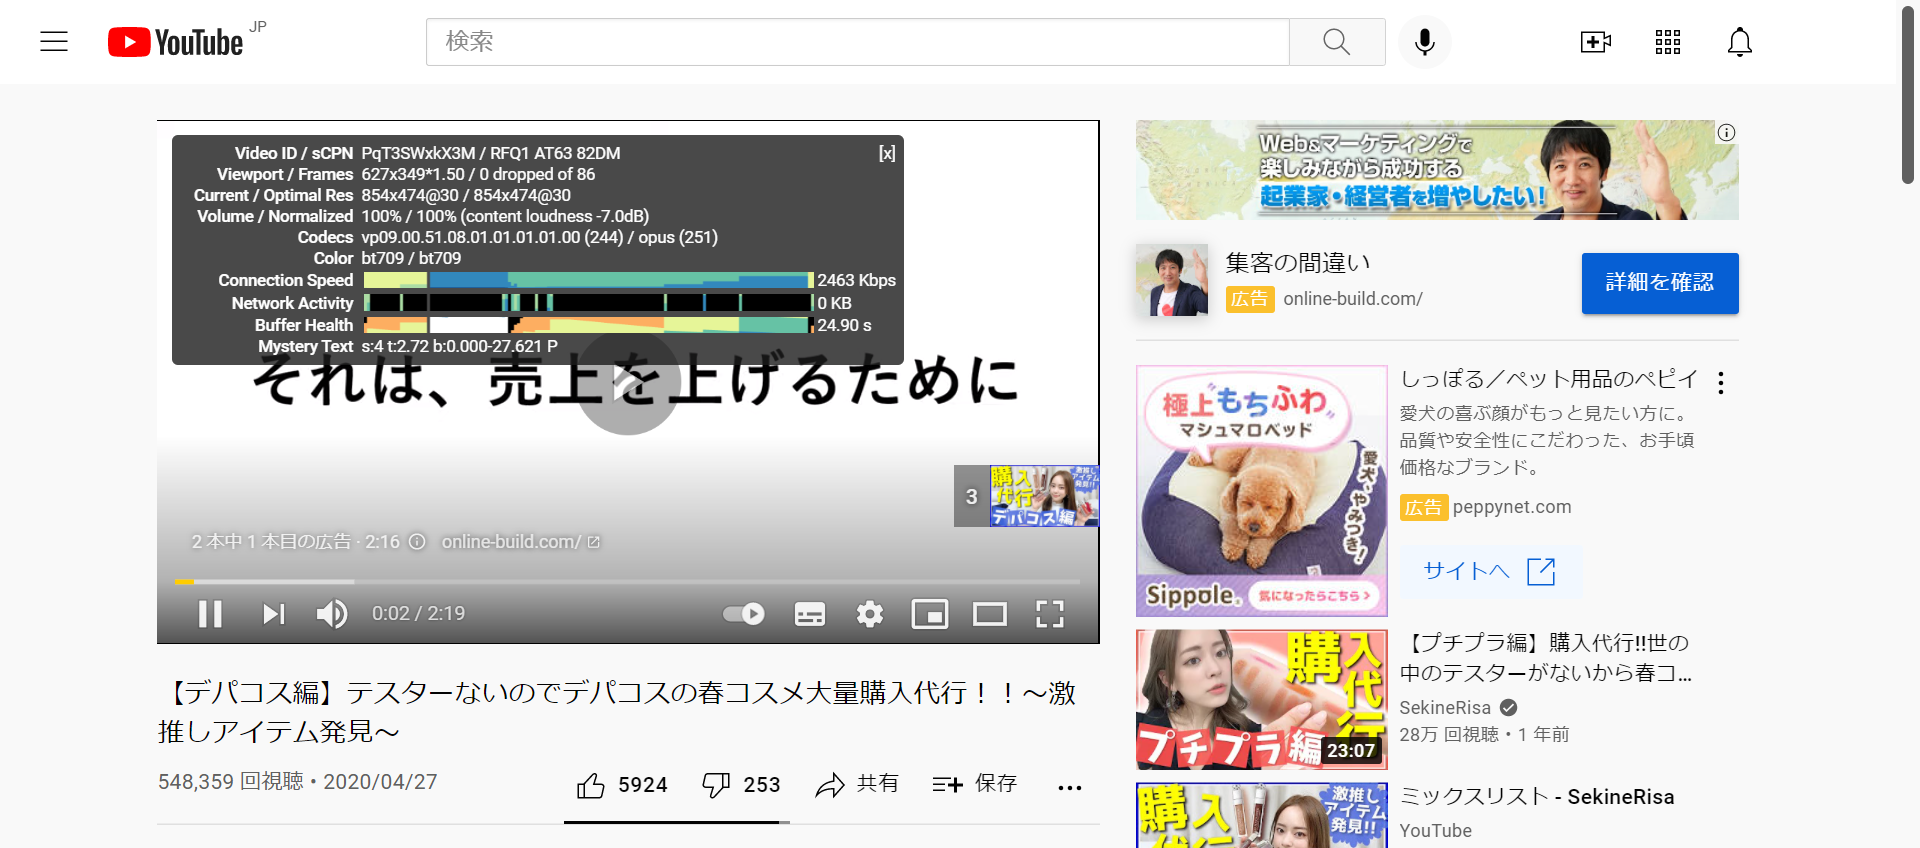 YouTube JP
検索
Video ID / sCPN PqT3SWxkX3M / RFQ1 AT63 82DM [x]
Viewport / Frames 627x349*1.50 / 0 dropped of 86
Current / Optimal Res 854x474@30 / 854x474@30
Volume / Normalized 100% / 100% (content loudness -7.0dB)
Codecs vp09.00.51.08.01.01.01.01.00 (244) / opus (251)
Color bt709 / bt709
Connection Speed 2463 Kbps
Network Activity 0 KB
Buffer Health 24.90 s
Mystery Text s:4 t:2.72 b:0.000-27.621 P
それは、売上を上げるために
3
購入
代行
デパコス編
激推し
アイテム
発見!!
2 本中 1 本目の広告 · 2:16 online-build.com/
0:02 / 2:19
【デパコス編】テスターないのでデパコスの春コスメ大量購入代行！！〜激
推しアイテム発見〜
548,359 回視聴 • 2020/04/27
5924 253 共有 保存
Web&マーケティングで
楽しみながら成功する
起業家・経営者を増やしたい!
集客の間違い
広告 online-build.com/
詳細を確認
極上"もちふわ"
マシュマロベッド
愛犬、やみつき!
Sippole. 気になったらこちら >
しっぽる／ペット用品のペピイ
愛犬の喜ぶ顔がもっと見たい方に。
品質や安全性にこだわった、お手頃
価格なブランド。
広告 peppynet.com
サイトへ
購入代行
プチプラ編
23:07
【プチプラ編】購入代行!!世の
中のテスターがないから春コ...
SekineRisa
28万 回視聴 • 1 年前
購入
代行
激推し
アイテム
発見!!
ミックスリスト - SekineRisa
YouTube